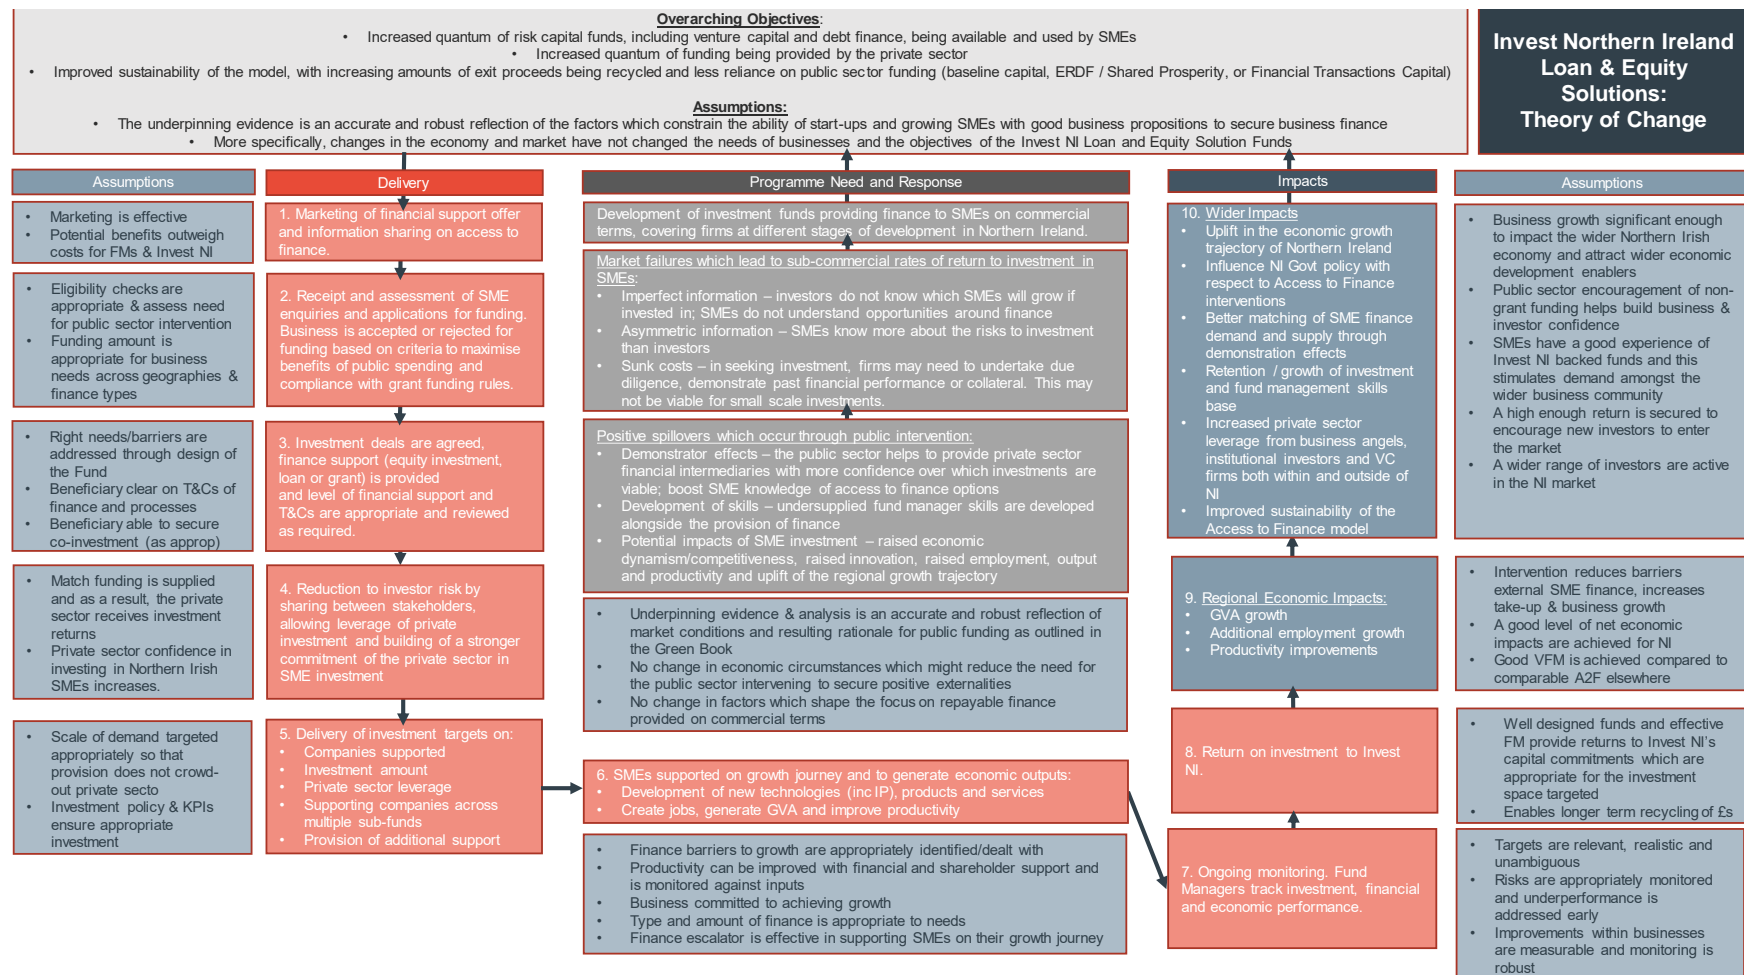 Overarching Objectives:
• Increased quantum of risk capital funds, including venture capital and debt finance, being available and used by SMEs
• Increased quantum of funding being provided by the private sector
• Improved sustainability of the model, with increasing amounts of exit proceeds being recycled and less reliance on public sector funding (baseline capital, ERDF / Shared Prosperity, or Financial Transactions Capital)
Assumptions:
• The underpinning evidence is an accurate and robust reflection of the factors which constrain the ability of start-ups and growing SMEs with good business propositions to secure business finance
• More specifically, changes in the economy and market have not changed the needs of businesses and the objectives of the Invest NI Loan and Equity Solution Funds
Invest Northern Ireland
Loan & Equity
Solutions:
Theory of Change
Assumptions
• Marketing is effective
• Potential benefits outweigh
costs for FMs & Invest NI
• Eligibility checks are
appropriate & assess need
for public sector intervention
• Funding amount is
appropriate for business
needs across geographies &
finance types
• Right needs/barriers are
addressed through design of
the Fund
• Beneficiary clear on T&Cs of
finance and processes
• Beneficiary able to secure
co-investment (as approp)
• Match funding is supplied
and as a result, the private
sector receives investment
returns
• Private sector confidence in
investing in Northern Irish
SMEs increases.
• Scale of demand targeted
appropriately so that
provision does not crowd-
out private secto
• Investment policy & KPIs
ensure appropriate
investment
Delivery
1. Marketing of financial support offer
and information sharing on access to
finance.
2. Receipt and assessment of SME
enquiries and applications for funding.
Business is accepted or rejected for
funding based on criteria to maximise
benefits of public spending and
compliance with grant funding rules.
3. Investment deals are agreed,
finance support (equity investment,
loan or grant) is provided
and level of financial support and
T&Cs are appropriate and reviewed
as required.
4. Reduction to investor risk by
sharing between stakeholders,
allowing leverage of private
investment and building of a stronger
commitment of the private sector in
SME investment
5. Delivery of investment targets on:
• Companies supported
• Investment amount
• Private sector leverage
• Supporting companies across
multiple sub-funds
• Provision of additional support
Programme Need and Response
Development of investment funds providing finance to SMEs on commercial
terms, covering firms at different stages of development in Northern Ireland.
Market failures which lead to sub-commercial rates of return to investment in
SMEs:
• Imperfect information – investors do not know which SMEs will grow if
invested in; SMEs do not understand opportunities around finance
• Asymmetric information – SMEs know more about the risks to investment
than investors
• Sunk costs – in seeking investment, firms may need to undertake due
diligence, demonstrate past financial performance or collateral. This may
not be viable for small scale investments.
Positive spillovers which occur through public intervention:
• Demonstrator effects – the public sector helps to provide private sector
financial intermediaries with more confidence over which investments are
viable; boost SME knowledge of access to finance options
• Development of skills – undersupplied fund manager skills are developed
alongside the provision of finance
• Potential impacts of SME investment – raised economic
dynamism/competitiveness, raised innovation, raised employment, output
and productivity and uplift of the regional growth trajectory
• Underpinning evidence & analysis is an accurate and robust reflection of
market conditions and resulting rationale for public funding as outlined in
the Green Book
• No change in economic circumstances which might reduce the need for
the public sector intervening to secure positive externalities
• No change in factors which shape the focus on repayable finance
provided on commercial terms
6. SMEs supported on growth journey and to generate economic outputs:
• Development of new technologies (inc IP), products and services
• Create jobs, generate GVA and improve productivity
• Finance barriers to growth are appropriately identified/dealt with
• Productivity can be improved with financial and shareholder support and
is monitored against inputs
• Business committed to achieving growth
• Type and amount of finance is appropriate to needs
• Finance escalator is effective in supporting SMEs on their growth journey
Impacts
10. Wider Impacts
• Uplift in the economic growth
trajectory of Northern Ireland
• Influence NI Govt policy with
respect to Access to Finance
interventions
• Better matching of SME finance
demand and supply through
demonstration effects
• Retention / growth of investment
and fund management skills
base
• Increased private sector
leverage from business angels,
institutional investors and VC
firms both within and outside of
NI
• Improved sustainability of the
Access to Finance model
9. Regional Economic Impacts:
• GVA growth
• Additional employment growth
• Productivity improvements
8. Return on investment to Invest
NI.
7. Ongoing monitoring. Fund
Managers track investment, financial
and economic performance.
Assumptions
• Business growth significant enough
to impact the wider Northern Irish
economy and attract wider economic
development enablers
• Public sector encouragement of non-
grant funding helps build business &
investor confidence
• SMEs have a good experience of
Invest NI backed funds and this
stimulates demand amongst the
wider business community
• A high enough return is secured to
encourage new investors to enter
the market
• A wider range of investors are active
in the NI market
• Intervention reduces barriers
external SME finance, increases
take-up & business growth
• A good level of net economic
impacts are achieved for NI
• Good VFM is achieved compared to
comparable A2F elsewhere
• Well designed funds and effective
FM provide returns to Invest NI's
capital commitments which are
appropriate for the investment
space targeted
• Enables longer term recycling of £s
• Targets are relevant, realistic and
unambiguous
• Risks are appropriately monitored
and underperformance is
addressed early
• Improvements within businesses
are measurable and monitoring is
robust